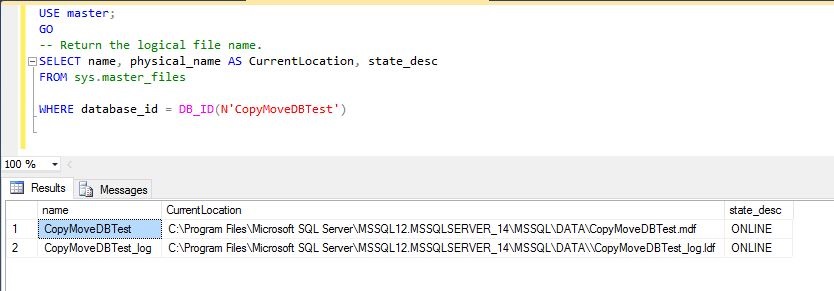 USE master;
GO
-- Return the logical file name.
SELECT name, physical_name AS CurrentLocation, state_desc
FROM sys.master_files
WHERE database_id = DB_ID(N'CopyMoveDBTest')
100 %
Results Messages
name CurrentLocation state_desc
1 CopyMoveDBTest C:\Program Files\Microsoft SQL Server\MSSQL12.MSSQLSERVER_14\MSSQL\DATA\CopyMoveDBTest.mdf ONLINE
2 CopyMoveDBTest_log C:\Program Files\Microsoft SQL Server\MSSQL12.MSSQLSERVER_14\MSSQL\DATA\\CopyMoveDBTest_log.ldf ONLINE